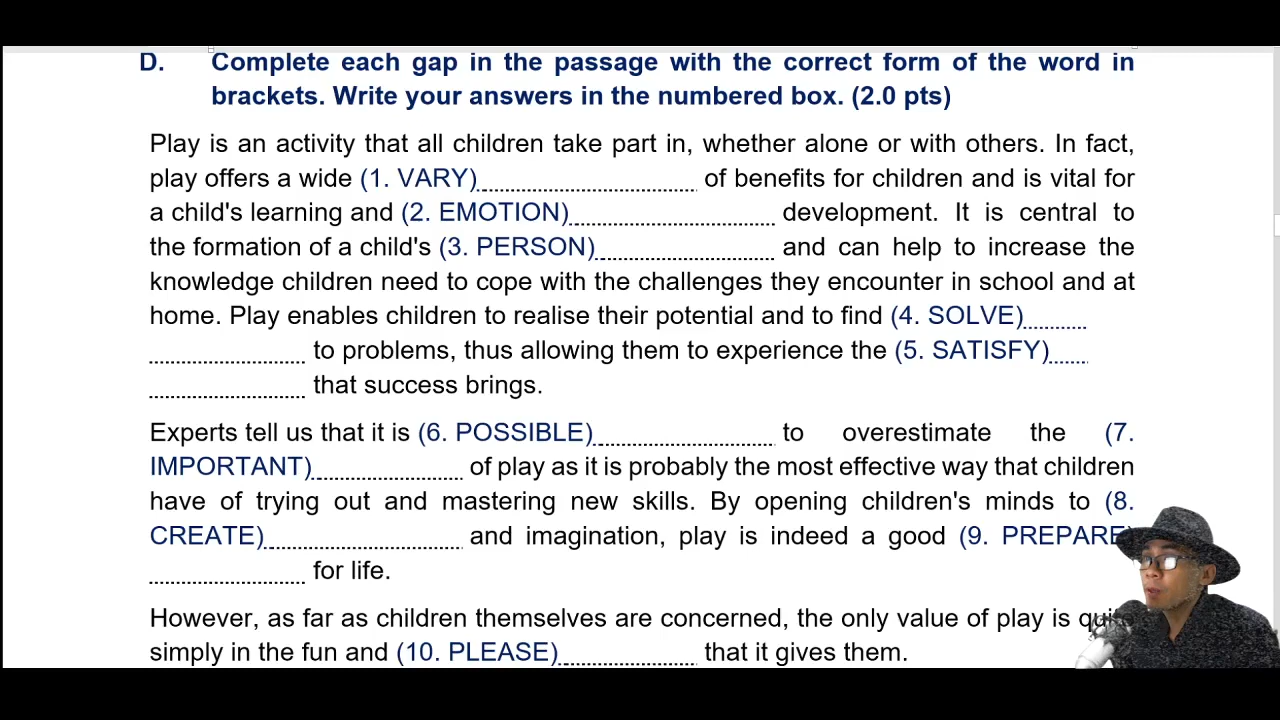 D. Complete each gap in the passage with the correct form of the word in
brackets. Write your answers in the numbered box. (2.0 pts)
Play is an activity that all children take part in, whether alone or with others. In fact,
play offers a wide (1. VARY)........................ of benefits for children and is vital for
a child's learning and (2. EMOTION)........................ development. It is central to
the formation of a child's (3. PERSON)........................ and can help to increase the
knowledge children need to cope with the challenges they encounter in school and at
home. Play enables children to realise their potential and to find (4. SOLVE)........
.................... to problems, thus allowing them to experience the (5. SATISFY)......
.................... that success brings.
Experts tell us that it is (6. POSSIBLE)........................ to overestimate the (7.
IMPORTANT).................... of play as it is probably the most effective way that children
have of trying out and mastering new skills. By opening children's minds to (8.
CREATE)........................ and imagination, play is indeed a good (9. PREPARE)
.................... for life.
However, as far as children themselves are concerned, the only value of play is quite
simply in the fun and (10. PLEASE).................... that it gives them.